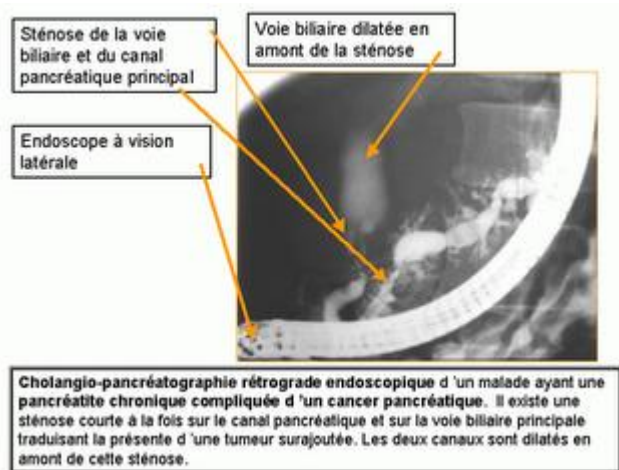 Sténose de la voie
biliaire et du canal
pancréatique principal
Voie biliaire dilatée en
amont de la sténose
Endoscope à vision
latérale
Cholangio-pancréatographie rétrograde endoscopique d 'un malade ayant une
pancréatite chronique compliquée d 'un cancer pancréatique. Il existe une
sténose courte à la fois sur le canal pancréatique et sur la voie biliaire principale
traduisant la présente d 'une tumeur surajoutée. Les deux canaux sont dilatés en
amont de cette sténose.